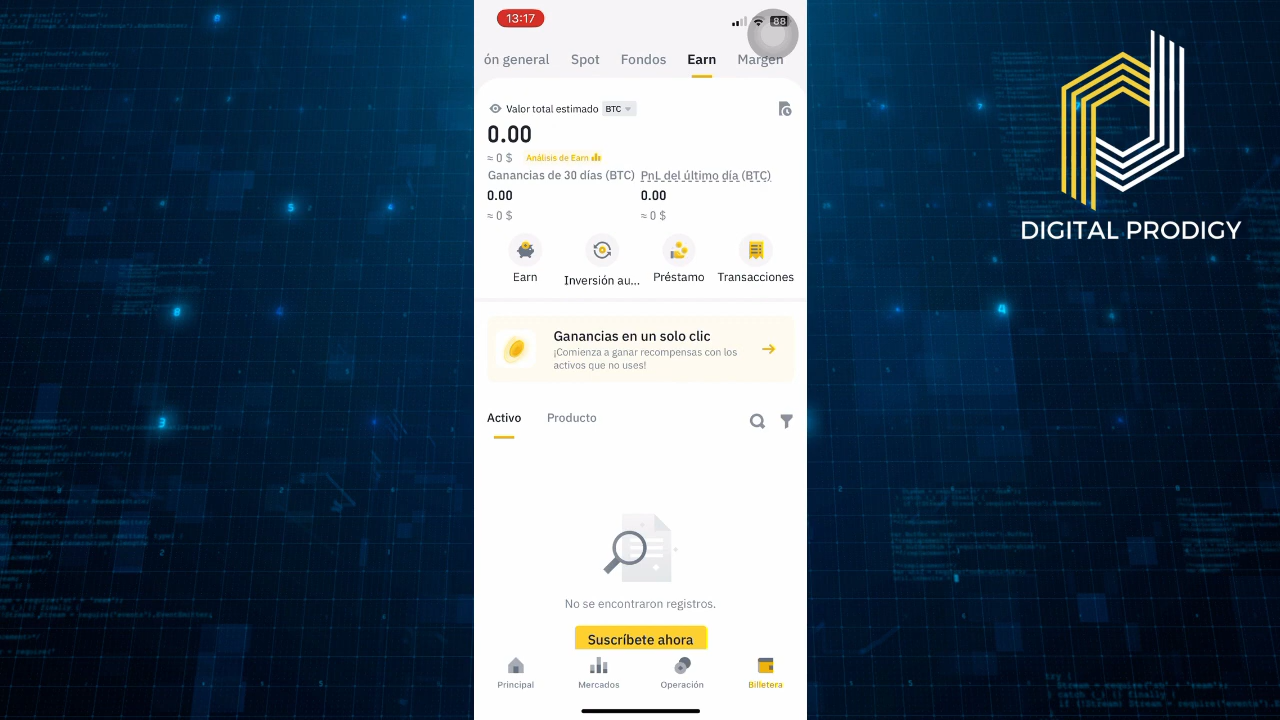 13:17
88
ón general Spot Fondos Earn Margen
Valor total estimado BTC
0.00
≈ 0 $ Análisis de Earn
Ganancias de 30 días (BTC) PnL del último día (BTC)
0.00 0.00
≈ 0 $ ≈ 0 $
Earn Inversión au... Préstamo Transacciones
Ganancias en un solo clic
¡Comienza a ganar recompensas con los
activos que no uses!
Activo Producto
No se encontraron registros.
Suscríbete ahora
Principal Mercados Operación Billetera
DIGITAL PRODIGY